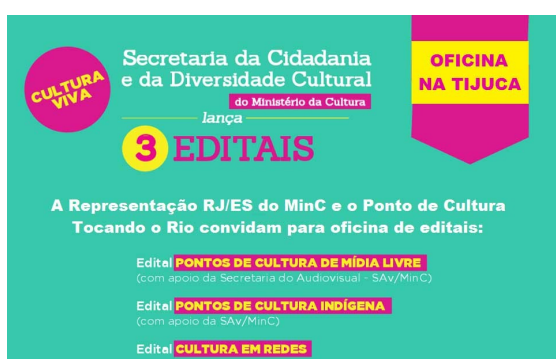 CULTURA
VIVA
Secretaria da Cidadania
e da Diversidade Cultural
do Ministério da Cultura
lança
3 EDITAIS
OFICINA
NA TIJUCA
A Representação RJ/ES do MinC e o Ponto de Cultura
Tocando o Rio convidam para oficina de editais:
Edital PONTOS DE CULTURA DE MÍDIA LIVRE
(com apoio da Secretaria do Audiovisual - SAv/MinC)
Edital PONTOS DE CULTURA INDÍGENA
(com apoio da SAv/MinC)
Edital CULTURA EM REDES